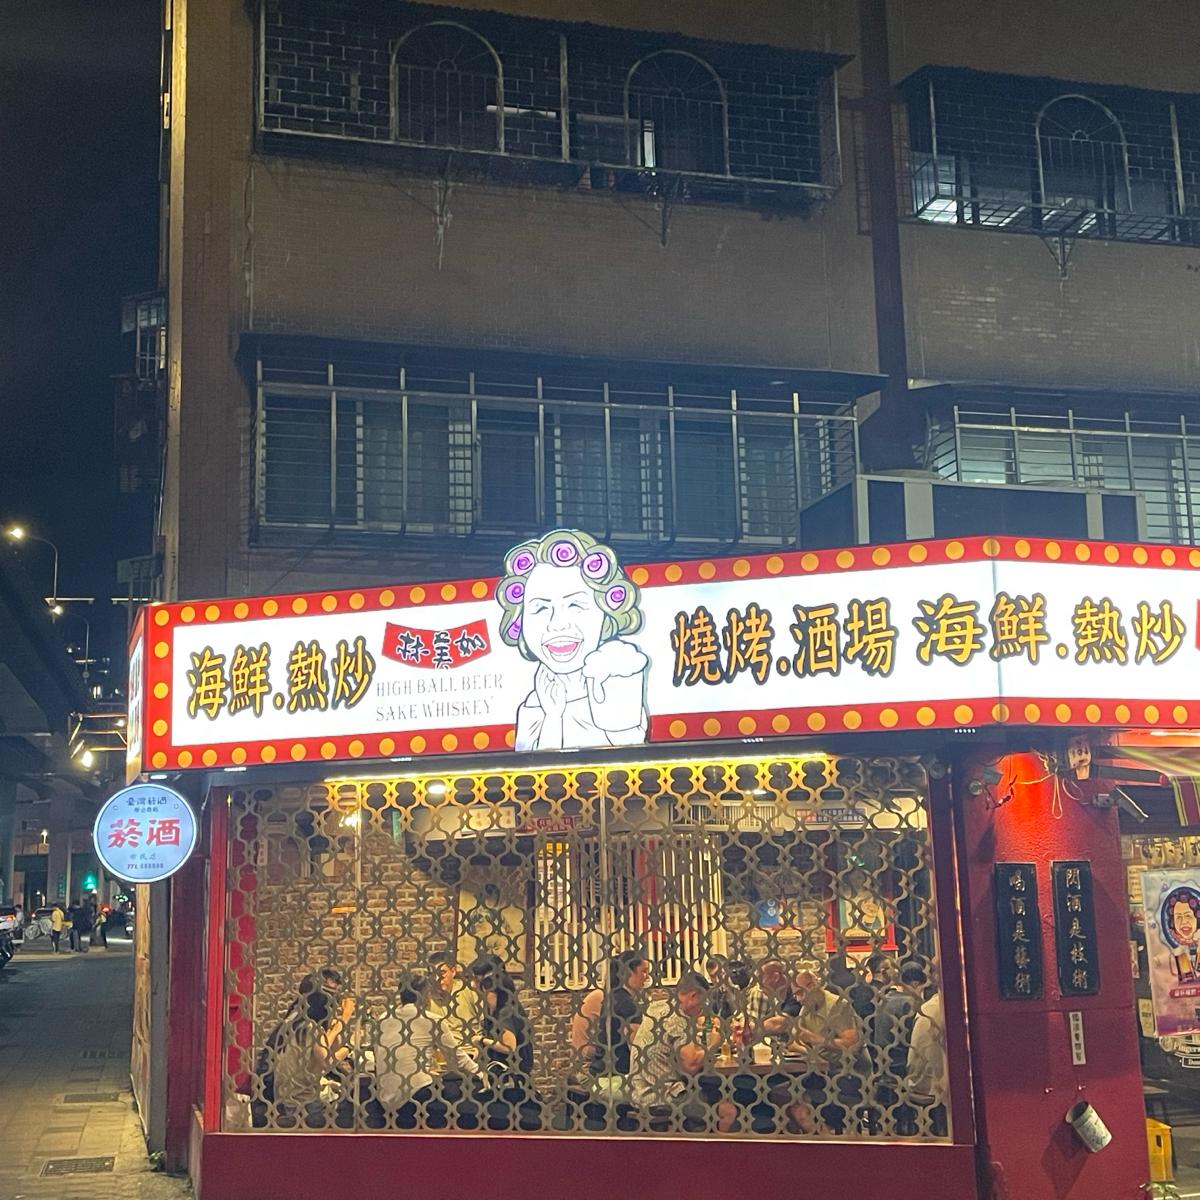 海鮮.熱炒
林美如
HIGH BALL BEER
SAKE WHISKEY
燒烤.酒場 海鮮.熱炒
臺灣菸酒
菸酒
喝酒是藝術
閃酒是技術